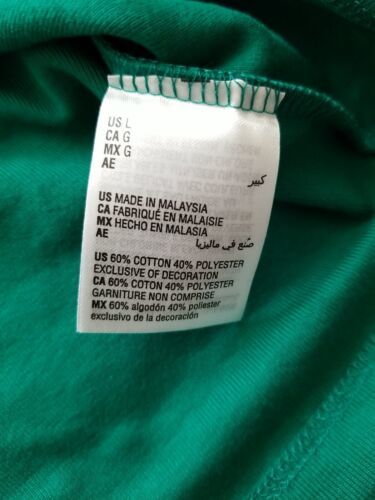 US L
CA G
MX G
AE
كبير
US MADE IN MALAYSIA
CA FABRIQUÉ EN MALAISIE
MX HECHO EN MALASIA
AE
صُنع في ماليزيا
US 60% COTTON 40% POLYESTER
EXCLUSIVE OF DECORATION
CA 60% COTON 40% POLYESTER
GARNITURE NON COMPRISE
MX 60% algodón 40% poliester
exclusivo de la decoración